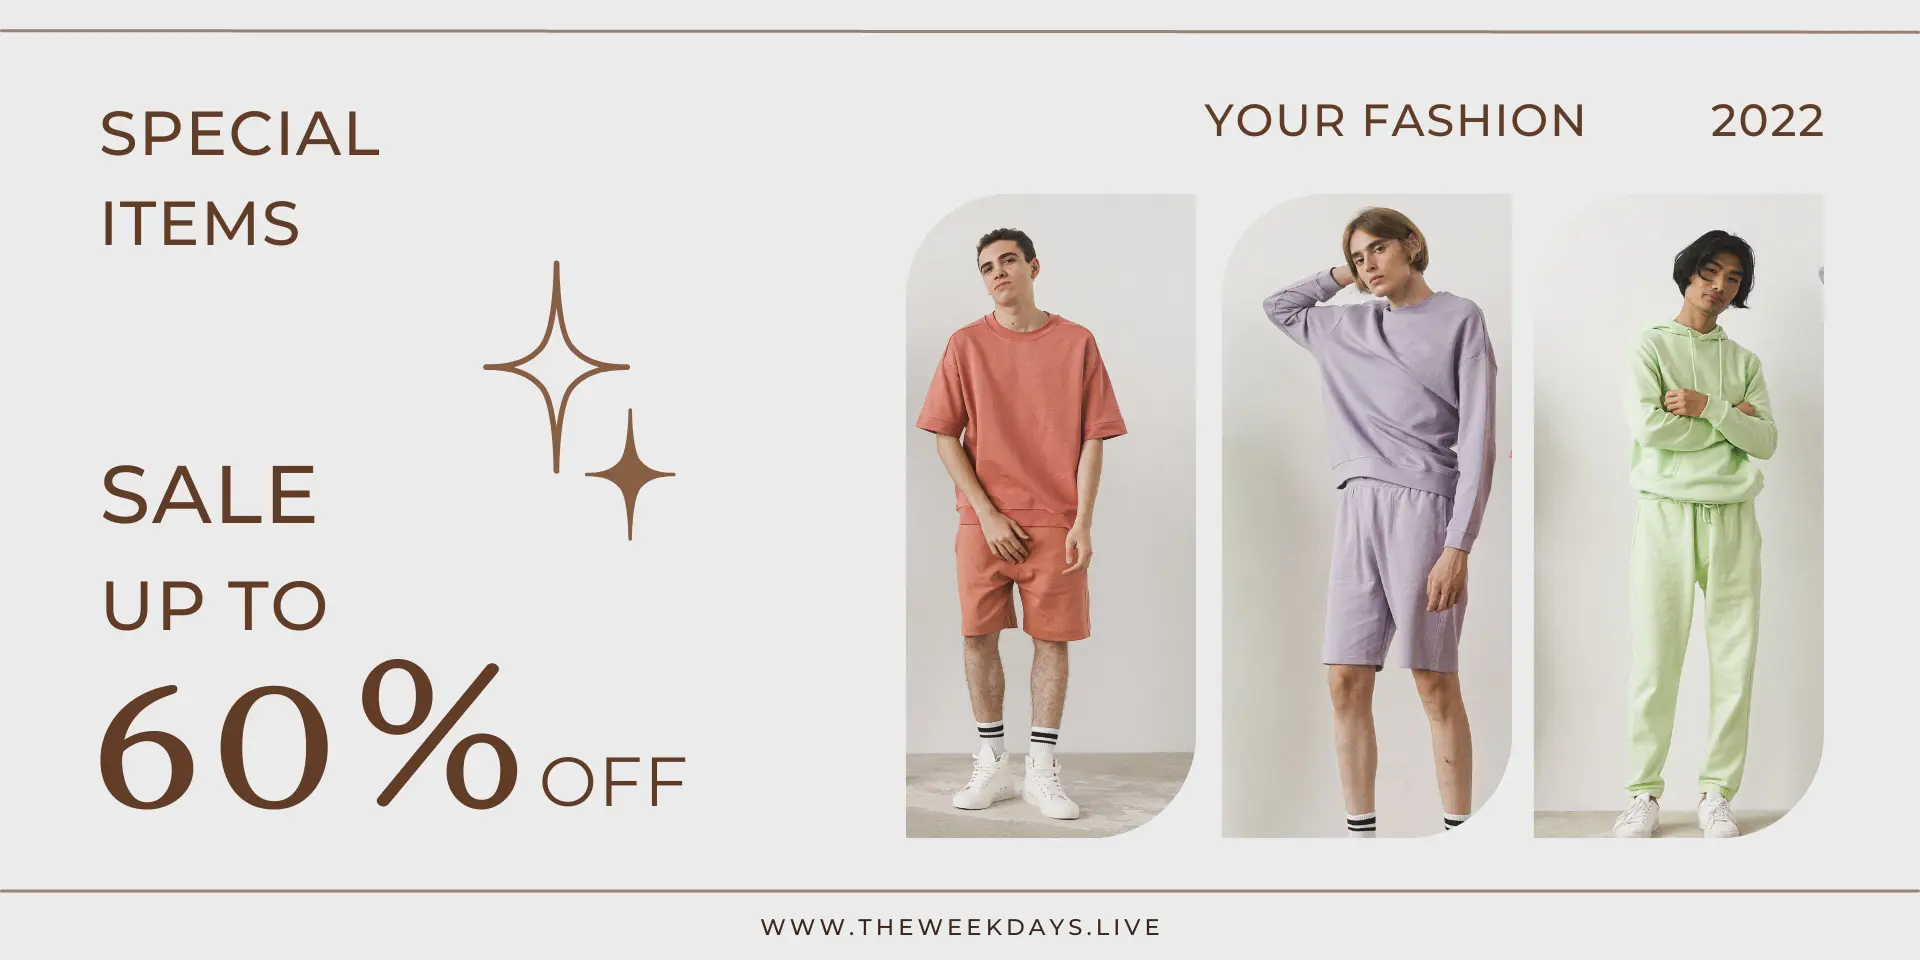 SPECIAL
ITEMS
SALE
UP TO
60% OFF
YOUR FASHION 2022
WWW.THEWEEKDAYS.LIVE